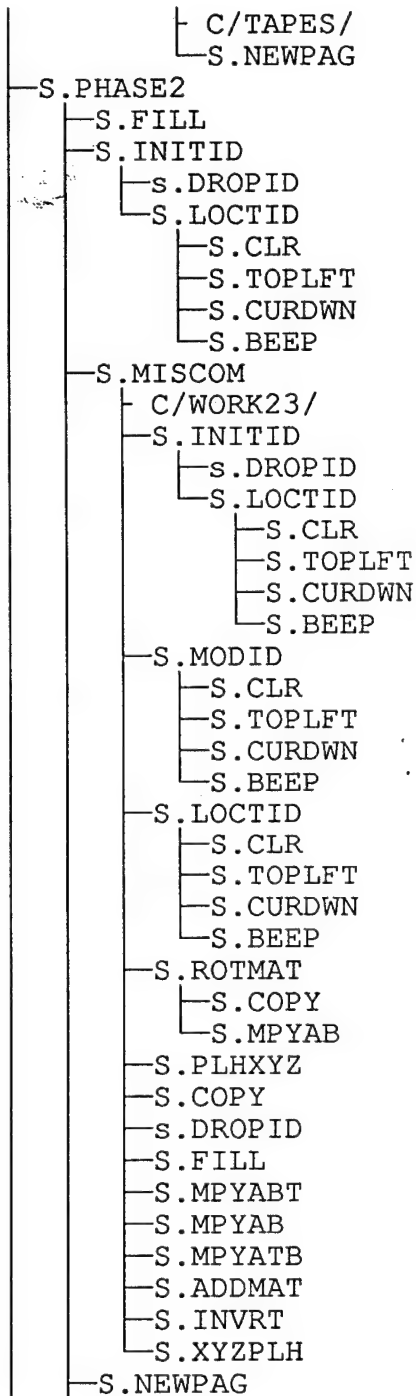 C/TAPES/
S.NEWPAG
S.PHASE2
S.FILL
S.INITID
s.DROPID
S.LOCTID
S.CLR
S.TOPLFT
S.CURDWN
S.BEEP
S.MISCOM
C/WORK23/
S.INITID
s.DROPID
S.LOCTID
S.CLR
S.TOPLFT
S.CURDWN
S.BEEP
S.MODID
S.CLR
S.TOPLFT
S.CURDWN
S.BEEP
S.LOCTID
S.CLR
S.TOPLFT
S.CURDWN
S.BEEP
S.ROTMAT
S.COPY
S.MPYAB
S.PLHXYZ
S.COPY
s.DROPID
S.FILL
S.MPYABT
S.MPYAB
S.MPYATB
S.ADDMAT
S.INVRT
S.XYZPLH
S.NEWPAG